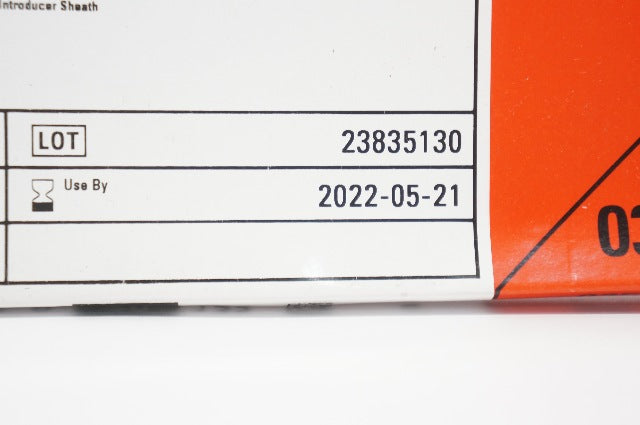 Introducer Sheath
LOT 23835130
Use By 2022-05-21
03